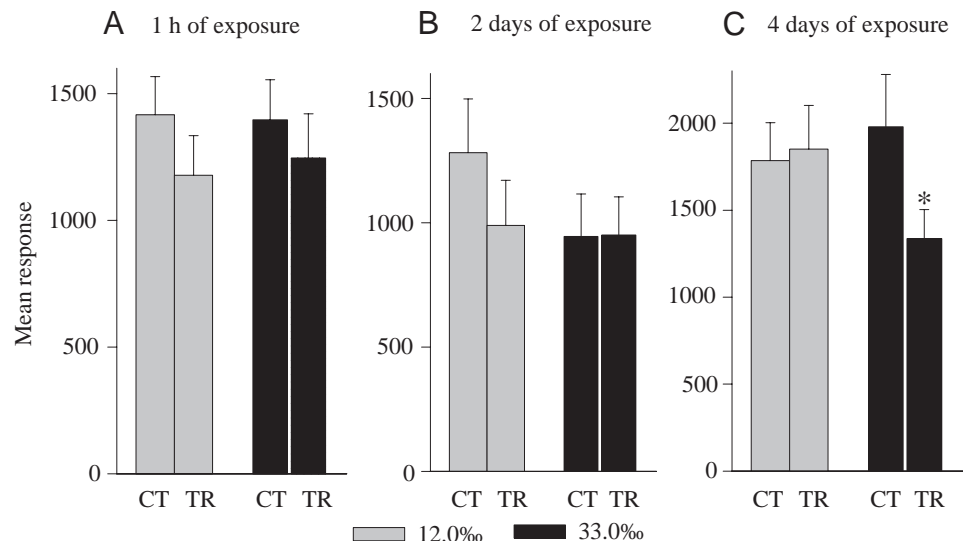 A 1 h of exposure
1500
1000
500
0
Mean response
CT TR CT TR
B 2 days of exposure
1500
1000
500
0
CT TR CT TR
C 4 days of exposure
2000
1500
1000
500
0
*
CT TR CT TR
12.0‰ 33.0‰